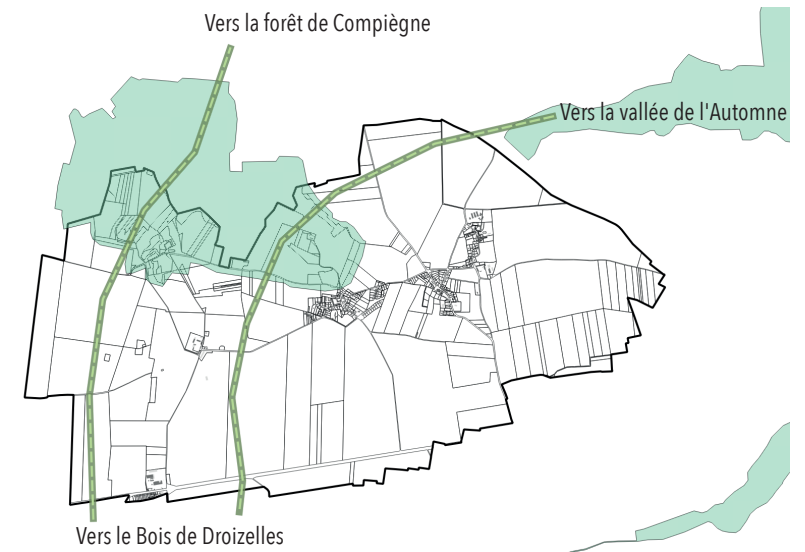 Vers la forêt de Compiègne
Vers la vallée de l'Automne
Vers le Bois de Droizelles